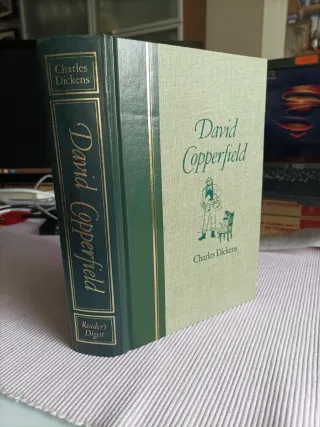 Charles
Dickens
David Copperfield
Reader's
Digest
David
Copperfield
Charles Dickens